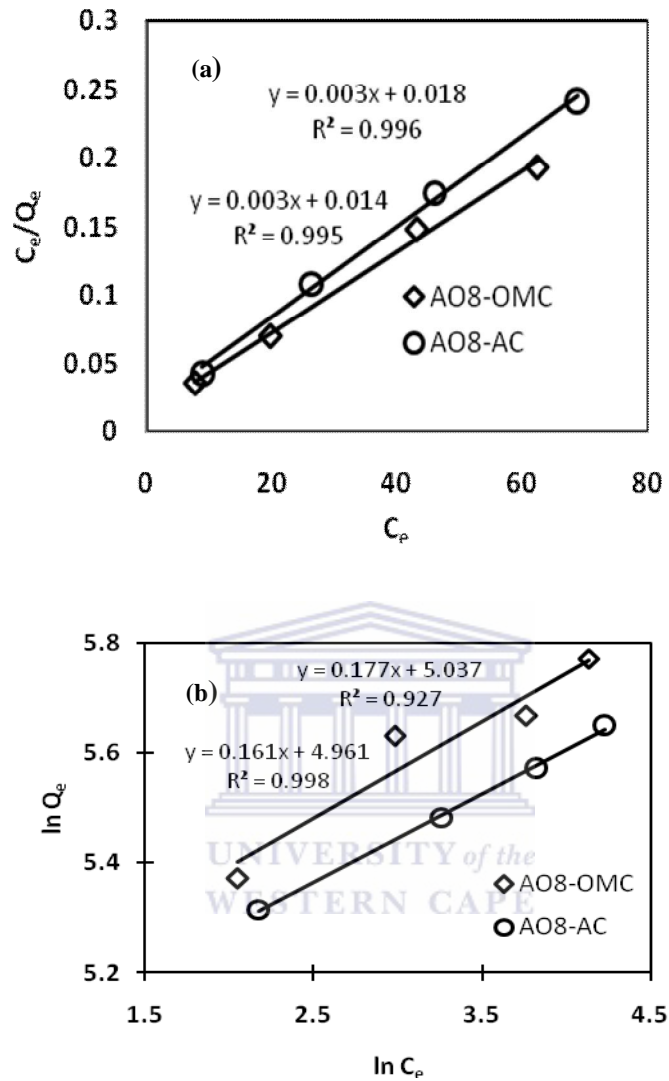 0.3
(a)
y = 0.003x + 0.018
R² = 0.996
0.25
0.2
y = 0.003x + 0.014
R² = 0.995
0.15
Cₑ/Qₑ
0.1
AO8-OMC
AO8-AC
0.05
0
0 20 40 60 80
Cₑ
5.8
(b)
y = 0.177x + 5.037
R² = 0.927
5.6
y = 0.161x + 4.961
R² = 0.998
ln Qₑ
5.4
UNIVERSITY of the
WESTERN CAPE
AO8-OMC
AO8-AC
5.2
1.5 2.5 3.5 4.5
ln Cₑ